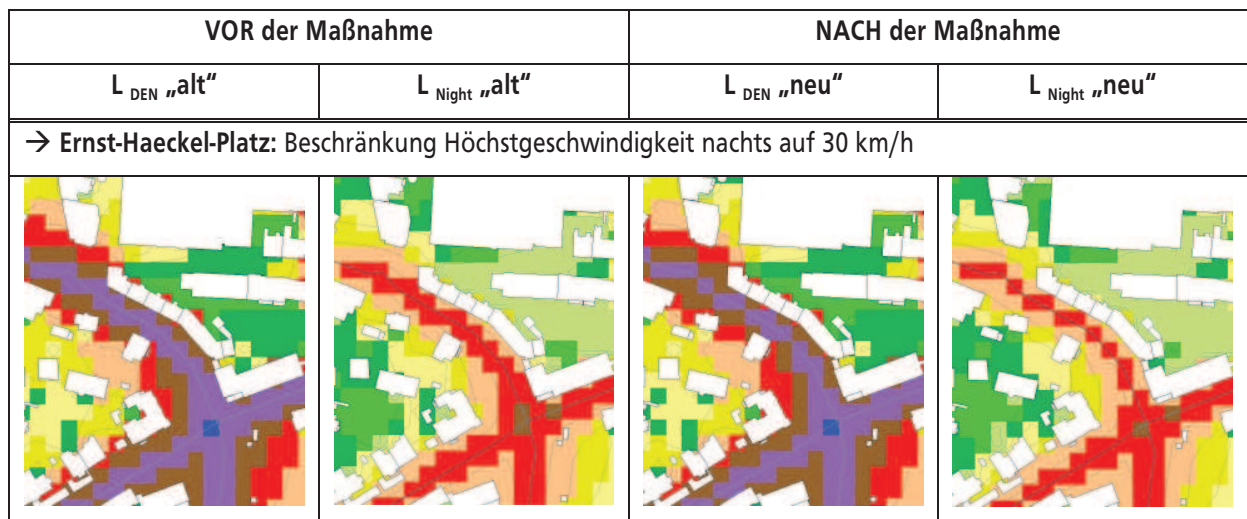 VOR der Maßnahme NACH der Maßnahme
L DEN „alt“ L Night „alt“ L DEN „neu“ L Night „neu“
→ Ernst-Haeckel-Platz: Beschränkung Höchstgeschwindigkeit nachts auf 30 km/h